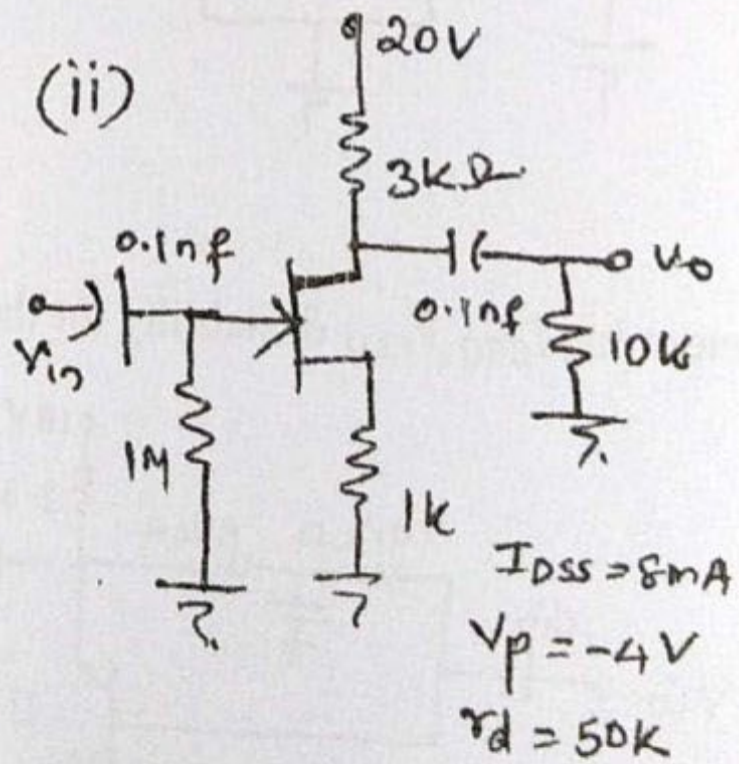 (ii)
20V
3kΩ
0.1nf
0.1nf
Vo
Vin
10k
1M
1k
IDSS = 8mA
Vp = -4V
rd = 50K